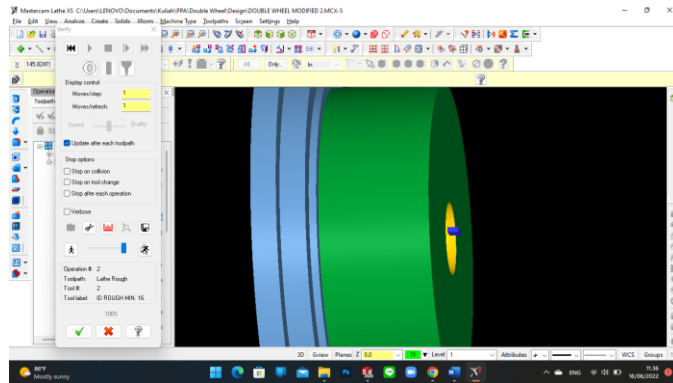 Mastercam Lathe X5 C:\Users\LENOVO\Documents\Kuliah\PPA\Double Wheel\Design\DOUBLE WHEEL MODIFIED 2.MCX-5
File Edit View Analyze Create Solids Xform Machine Type Toolpaths Screen Settings Help
Verify
Display control
Moves/step: 1
Moves/refresh: 1
Speed Quality
Update after each toolpath
Stop options
Stop on collision
Stop on tool change
Stop after each operation
Verbose
Operation #: 2
Toolpath: Lathe Rough
Tool #: 2
Tool label: ID ROUGH MIN. 16.
100%
3D Gview Planes Z 0.0 10 Level 1 Attributes WCS Groups
86°F
Mostly sunny
ENG
11.36
16/06/2022